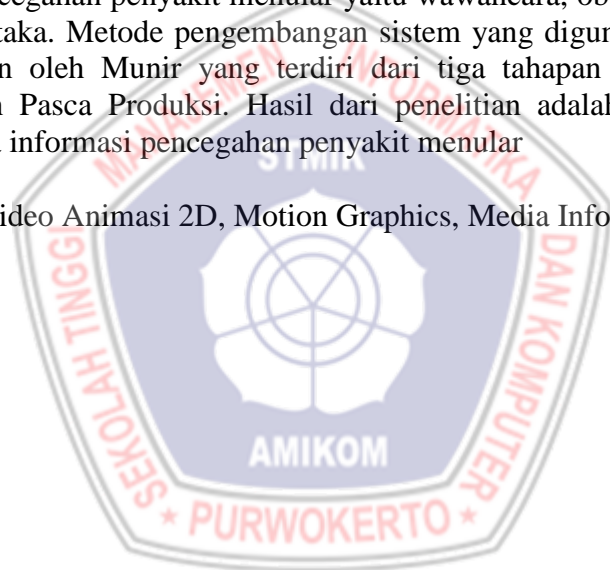 cegahan penyakit menular yaitu wawancara, ob
taka. Metode pengembangan sistem yang digun
n oleh Munir yang terdiri dari tiga tahapan
Pasca Produksi. Hasil dari penelitian adalah
informasi pencegahan penyakit menular
ideo Animasi 2D, Motion Graphics, Media Info
SEKOLAH TINGGI MANAJEMEN INFORMATIKA DAN KOMPUTER
STMIK
AMIKOM
* PURWOKERTO *